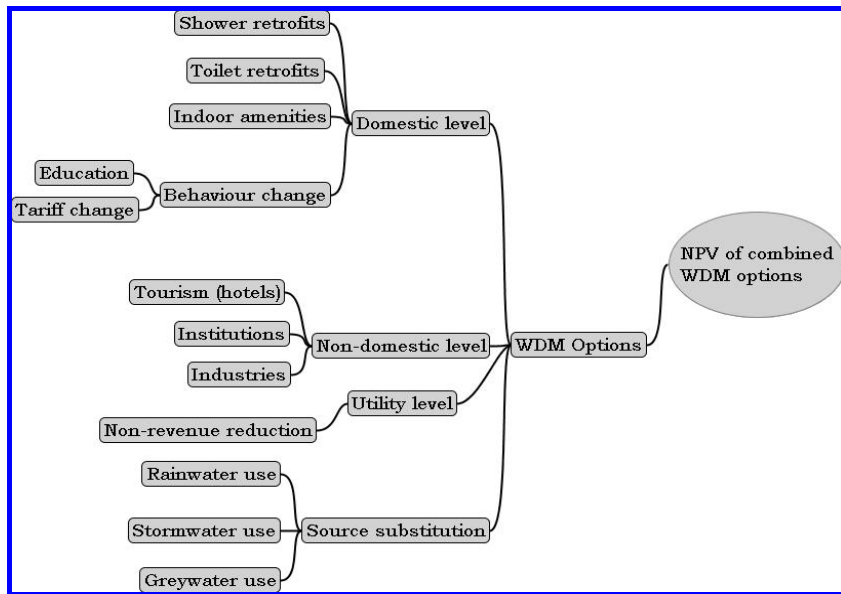 Shower retrofits
Toilet retrofits
Indoor amenities
Domestic level
Education
Behaviour change
Tariff change
NPV of combined
WDM options
Tourism (hotels)
Institutions
Non-domestic level
WDM Options
Industries
Utility level
Non-revenue reduction
Rainwater use
Stormwater use
Source substitution
Greywater use